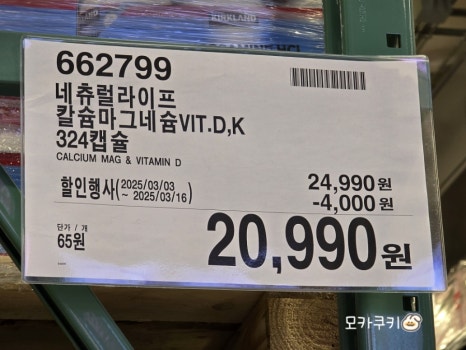 KIRKLAND
662799
네츄럴라이프
칼슘마그네슘VIT.D,K
324캡슐
CALCIUM MAG & VITAMIN D
할인행사(2025/03/03
~ 2025/03/16)
24,990원
-4,000원
단가 / 개
65원
20,990원
모카쿠키